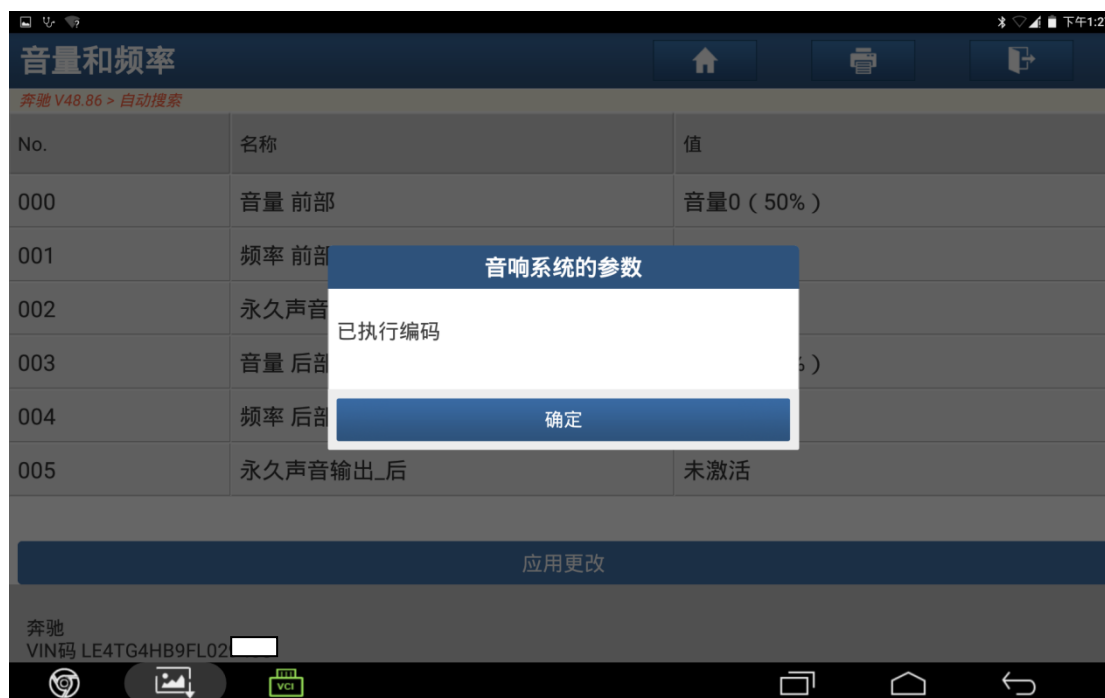 下午1:2
音量和频率
奔驰 V48.86 > 自动搜索
No. 名称 值
000 音量 前部 音量0（50%）
001 频率 前部
音响系统的参数
002 永久声音
已执行编码
003 音量 后部 %）
004 频率 后部
确定
005 永久声音输出_后 未激活
应用更改
奔驰
VIN码 LE4TG4HB9FL02
VCI